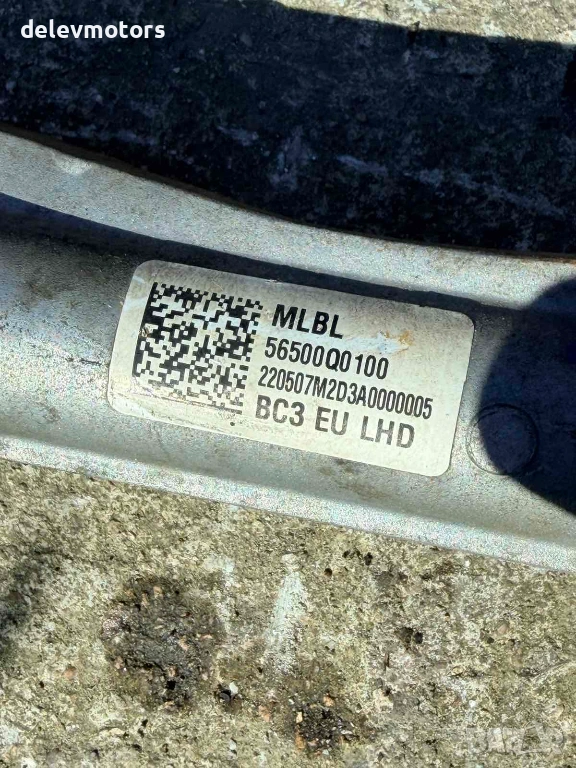 delevmotors
MLBL
56500Q0100
220507M2D3A0000005
BC3 EU LHD